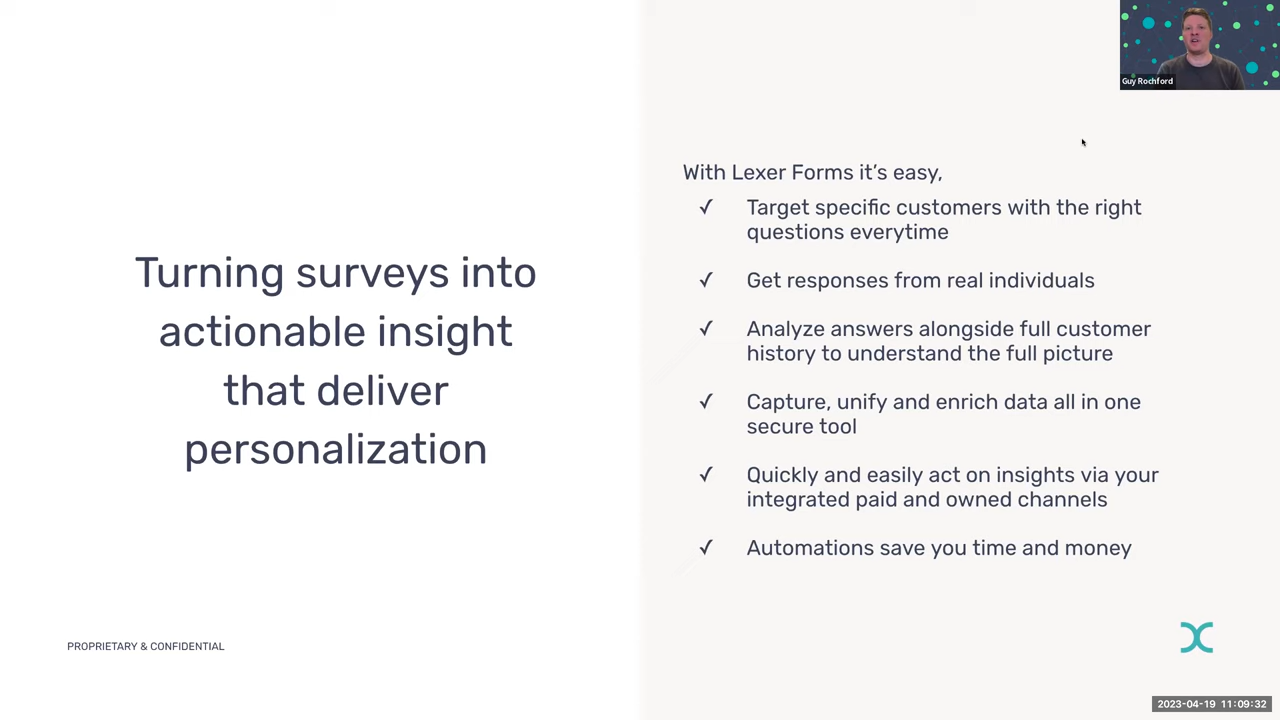 Guy Rochford
Turning surveys into
actionable insight
that deliver
personalization
With Lexer Forms it’s easy,
✓ Target specific customers with the right
questions everytime
✓ Get responses from real individuals
✓ Analyze answers alongside full customer
history to understand the full picture
✓ Capture, unify and enrich data all in one
secure tool
✓ Quickly and easily act on insights via your
integrated paid and owned channels
✓ Automations save you time and money
PROPRIETARY & CONFIDENTIAL
2023-04-19 11:09:32